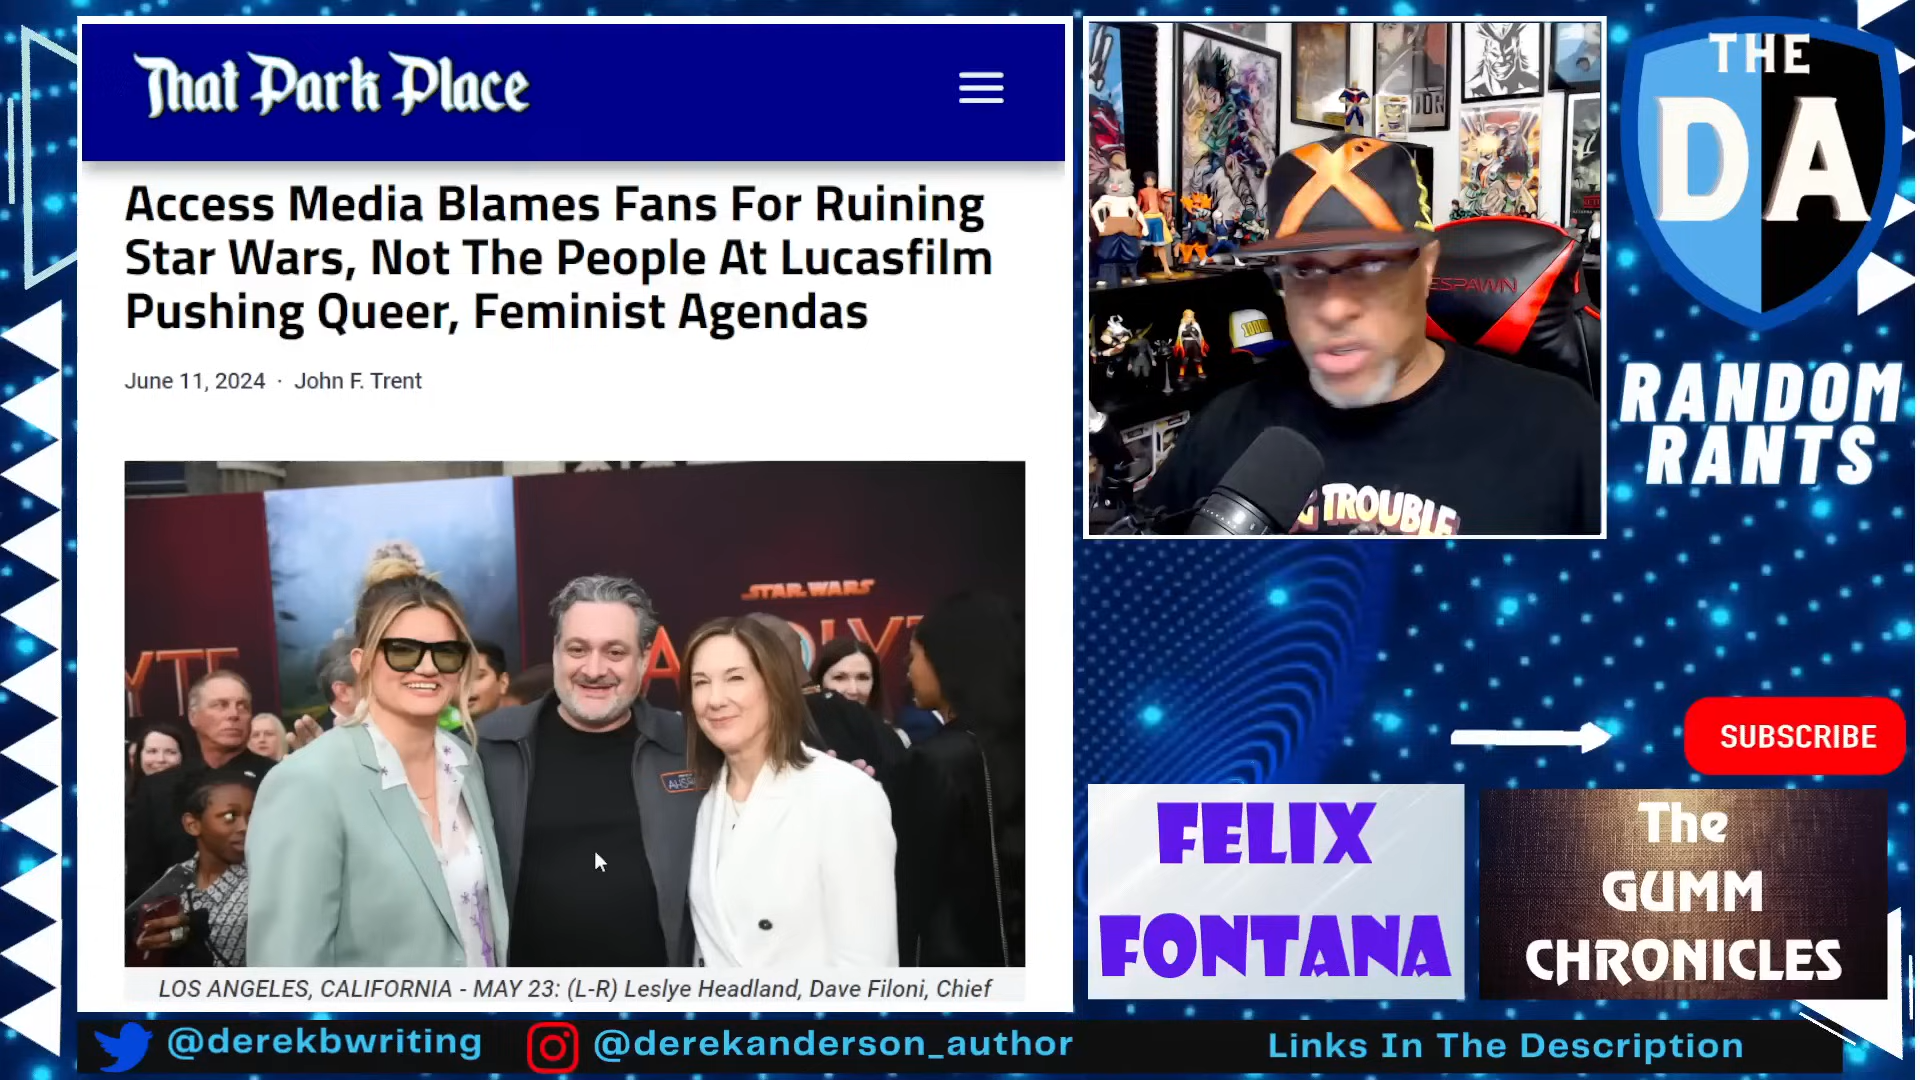 That Park Place
Access Media Blames Fans For Ruining
Star Wars, Not The People At Lucasfilm
Pushing Queer, Feminist Agendas
June 11, 2024 · John F. Trent
STAR WARS
YTE
LOS ANGELES, CALIFORNIA - MAY 23: (L-R) Leslye Headland, Dave Filoni, Chief
ESPAWN
TROUBLE
THE
DA
RANDOM
RANTS
SUBSCRIBE
FELIX
FONTANA
The
GUMM
CHRONICLES
@derekbwriting
@derekanderson_author
Links In The Description